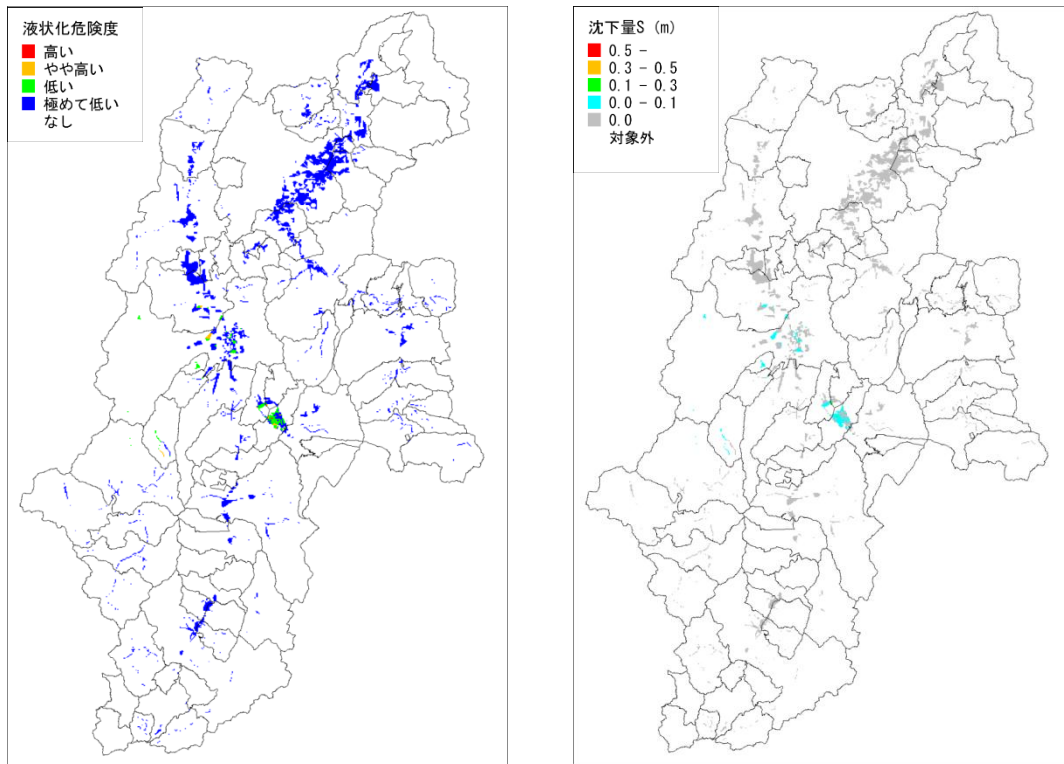 液状化危険度
高い
やや高い
低い
極めて低い
なし
沈下量S (m)
0.5 -
0.3 - 0.5
0.1 - 0.3
0.0 - 0.1
0.0
対象外